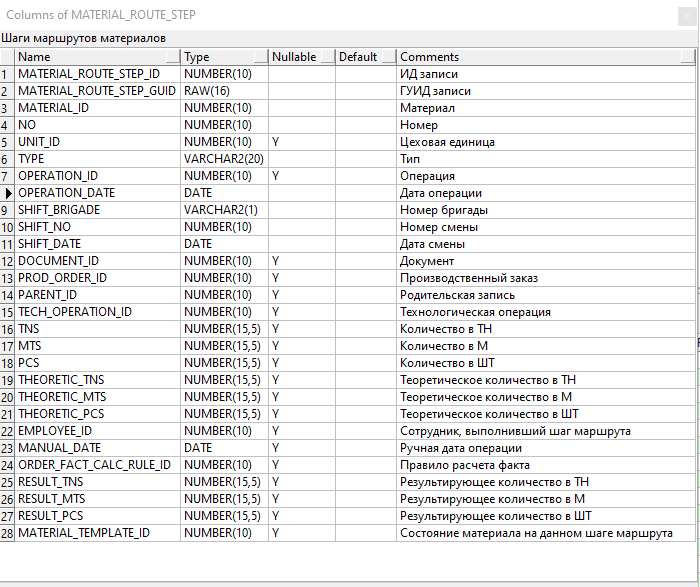 Columns of MATERIAL_ROUTE_STEP
Шаги маршрутов материалов
Name Type Nullable Default Comments
1 MATERIAL_ROUTE_STEP_ID NUMBER(10) ИД записи
2 MATERIAL_ROUTE_STEP_GUID RAW(16) ГУИД записи
3 MATERIAL_ID NUMBER(10) Материал
4 NO NUMBER(10) Номер
5 UNIT_ID NUMBER(10) Y Цеховая единица
6 TYPE VARCHAR2(20) Тип
7 OPERATION_ID NUMBER(10) Y Операция
OPERATION_DATE DATE Дата операции
9 SHIFT_BRIGADE VARCHAR2(1) Номер бригады
10 SHIFT_NO NUMBER(10) Номер смены
11 SHIFT_DATE DATE Дата смены
12 DOCUMENT_ID NUMBER(10) Y Документ
13 PROD_ORDER_ID NUMBER(10) Y Производственный заказ
14 PARENT_ID NUMBER(10) Y Родительская запись
15 TECH_OPERATION_ID NUMBER(10) Y Технологическая операция
16 TNS NUMBER(15,5) Y Количество в ТН
17 MTS NUMBER(15,5) Y Количество в М
18 PCS NUMBER(15,5) Y Количество в ШТ
19 THEORETIC_TNS NUMBER(15,5) Y Теоретическое количество в ТН
20 THEORETIC_MTS NUMBER(15,5) Y Теоретическое количество в М
21 THEORETIC_PCS NUMBER(15,5) Y Теоретическое количество в ШТ
22 EMPLOYEE_ID NUMBER(10) Y Сотрудник, выполнивший шаг маршрута
23 MANUAL_DATE DATE Y Ручная дата операции
24 ORDER_FACT_CALC_RULE_ID NUMBER(10) Y Правило расчета факта
25 RESULT_TNS NUMBER(15,5) Y Результирующее количество в ТН
26 RESULT_MTS NUMBER(15,5) Y Результирующее количество в М
27 RESULT_PCS NUMBER(15,5) Y Результирующее количество в ШТ
28 MATERIAL_TEMPLATE_ID NUMBER(10) Y Состояние материала на данном шаге маршрута